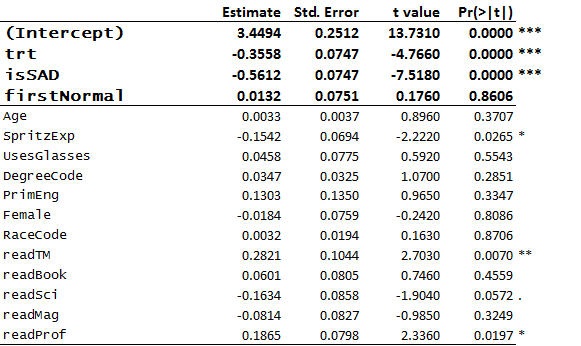 Estimate Std. Error t value Pr(>|t|)
(Intercept) 3.4494 0.2512 13.7310 0.0000 ***
trt -0.3558 0.0747 -4.7660 0.0000 ***
isSAD -0.5612 0.0747 -7.5180 0.0000 ***
firstNormal 0.0132 0.0751 0.1760 0.8606
Age 0.0033 0.0037 0.8960 0.3707
SpritzExp -0.1542 0.0694 -2.2220 0.0265 *
UsesGlasses 0.0458 0.0775 0.5920 0.5543
DegreeCode 0.0347 0.0325 1.0700 0.2851
PrimEng 0.1303 0.1350 0.9650 0.3347
Female -0.0184 0.0759 -0.2420 0.8086
RaceCode 0.0032 0.0194 0.1630 0.8706
readTM 0.2821 0.1044 2.7030 0.0070 **
readBook 0.0601 0.0805 0.7460 0.4559
readSci -0.1634 0.0858 -1.9040 0.0572 .
readMag -0.0814 0.0827 -0.9850 0.3249
readProf 0.1865 0.0798 2.3360 0.0197 *